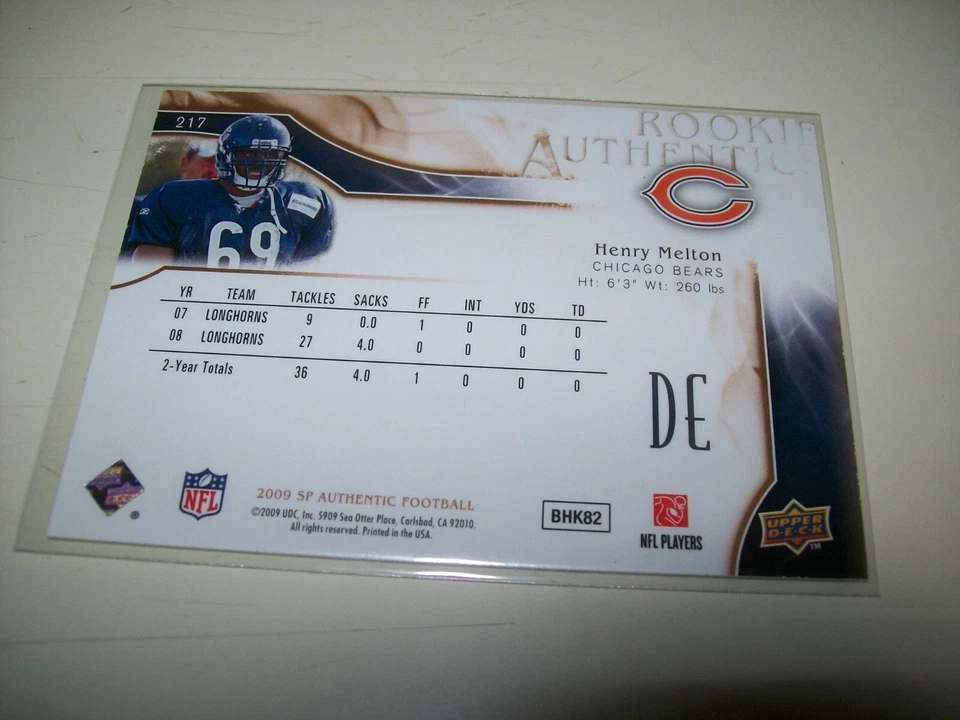 217
ROOKIE
AUTHENTICS
69
Henry Melton
CHICAGO BEARS
Ht: 6'3" Wt: 260 lbs
YR TEAM TACKLES SACKS FF INT YDS TD
07 LONGHORNS 9 0.0 1 0 0 0
08 LONGHORNS 27 4.0 0 0 0 0
2-Year Totals 36 4.0 1 0 0 0
DE
NFL
2009 SP AUTHENTIC FOOTBALL
©2009 UDC, Inc. 5909 Sea Otter Place, Carlsbad, CA 92010.
All rights reserved. Printed in the USA.
BHK82
NFL PLAYERS
UPPER
D·E·C·K
TM
®